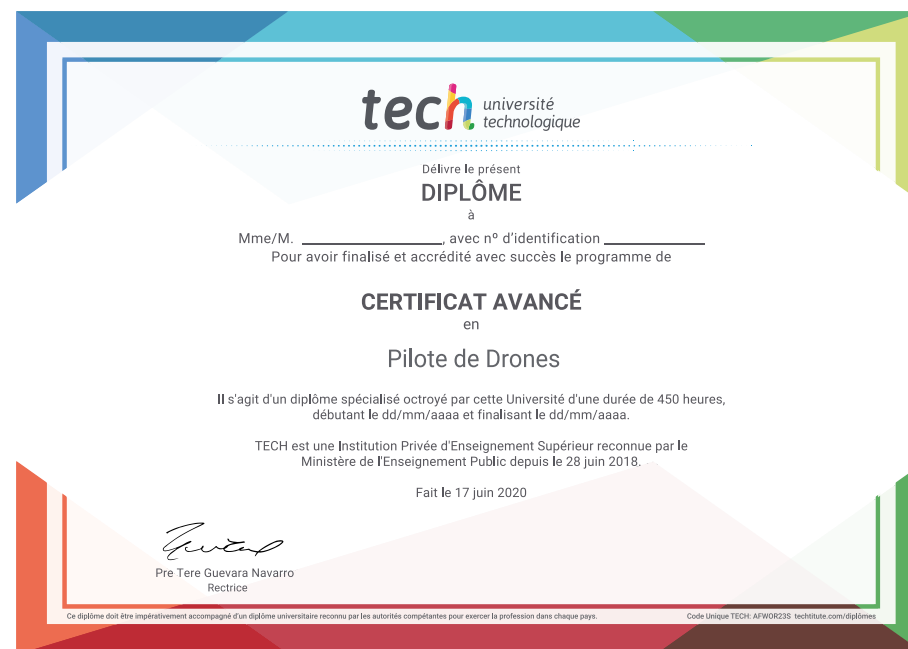 tech université
technologique
Délivre le présent
DIPLÔME
à
Mme/M. ____________________, avec nº d'identification ______________
Pour avoir finalisé et accrédité avec succès le programme de
CERTIFICAT AVANCÉ
en
Pilote de Drones
Il s'agit d'un diplôme spécialisé octroyé par cette Université d'une durée de 450 heures,
débutant le dd/mm/aaaa et finalisant le dd/mm/aaaa.
TECH est une Institution Privée d'Enseignement Supérieur reconnue par le
Ministère de l'Enseignement Public depuis le 28 juin 2018.
Fait le 17 juin 2020
Pre Tere Guevara Navarro
Rectrice
Ce diplôme doit être impérativement accompagné d'un diplôme universitaire reconnu par les autorités compétentes pour exercer la profession dans chaque pays.
Code Unique TECH: AFWOR23S techtitute.com/diplômes